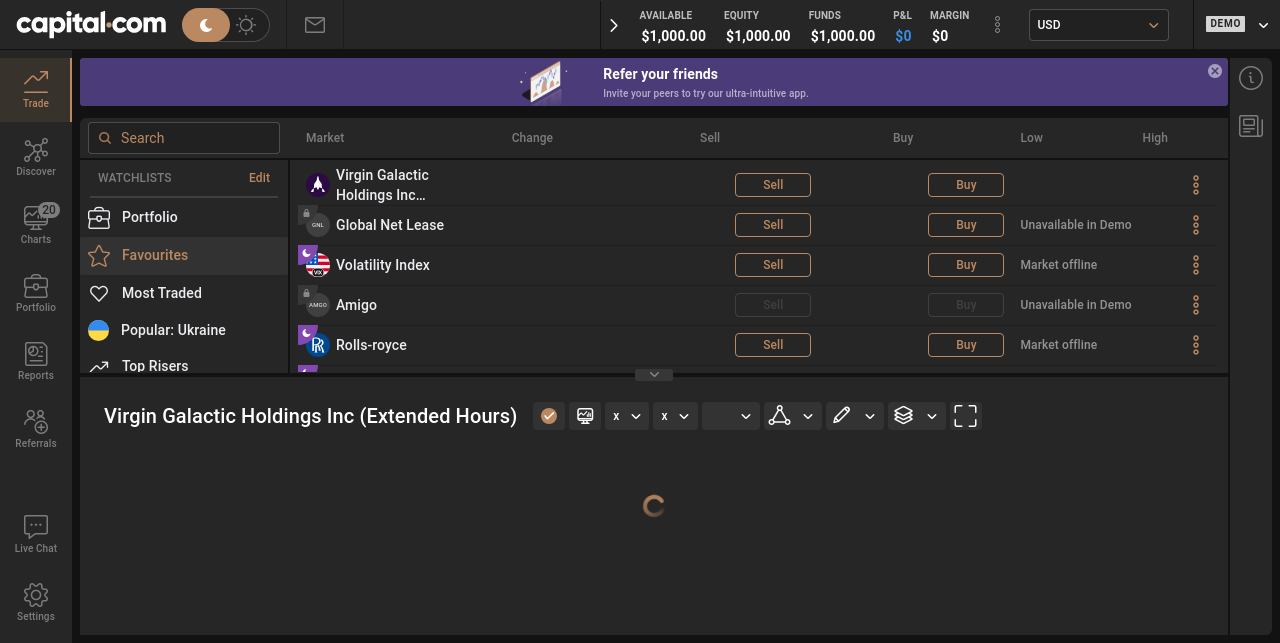 capital.com
AVAILABLE EQUITY FUNDS P&L MARGIN
$1,000.00 $1,000.00 $1,000.00 $0 $0
USD
DEMO
Trade
Discover
20
Charts
Portfolio
Reports
Referrals
Live Chat
Settings
Refer your friends
Invite your peers to try our ultra-intuitive app.
Search
WATCHLISTS Edit
Portfolio
Favourites
Most Traded
Popular: Ukraine
Top Risers
Market Change Sell Buy Low High
Virgin Galactic
Holdings Inc... Sell Buy
GNL Global Net Lease Sell Buy Unavailable in Demo
VIX Volatility Index Sell Buy Market offline
AMIGO Amigo Sell Buy Unavailable in Demo
Rolls-royce Sell Buy Market offline
Virgin Galactic Holdings Inc (Extended Hours) x x